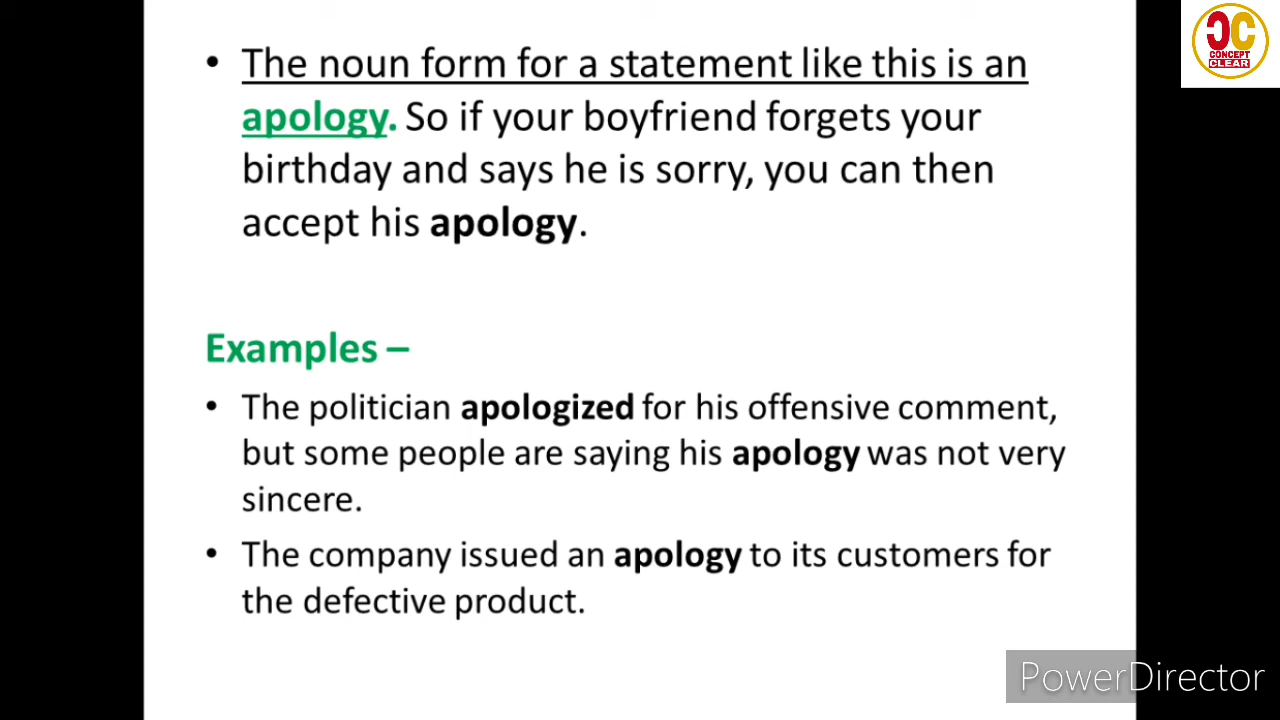 • The noun form for a statement like this is an
apology. So if your boyfriend forgets your
birthday and says he is sorry, you can then
accept his apology.
Examples –
• The politician apologized for his offensive comment,
but some people are saying his apology was not very
sincere.
• The company issued an apology to its customers for
the defective product.
CC
CONCEPT
CLEAR
PowerDirector